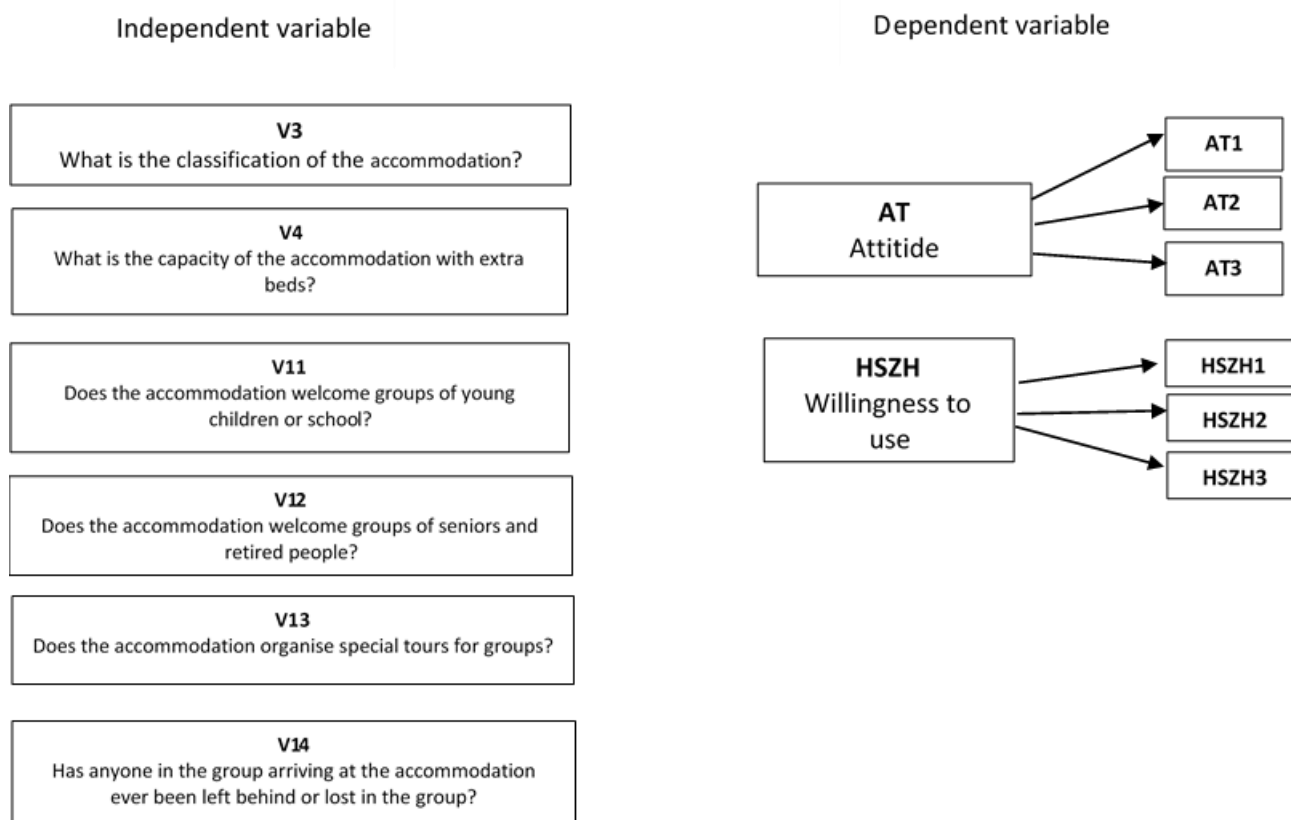 Independent variable
V3
What is the classification of the accommodation?
V4
What is the capacity of the accommodation with extra
beds?
V11
Does the accommodation welcome groups of young
children or school?
V12
Does the accommodation welcome groups of seniors and
retired people?
V13
Does the accommodation organise special tours for groups?
V14
Has anyone in the group arriving at the accommodation
ever been left behind or lost in the group?
Dependent variable
AT
Attitide
AT1
AT2
AT3
HSZH
Willingness to
use
HSZH1
HSZH2
HSZH3